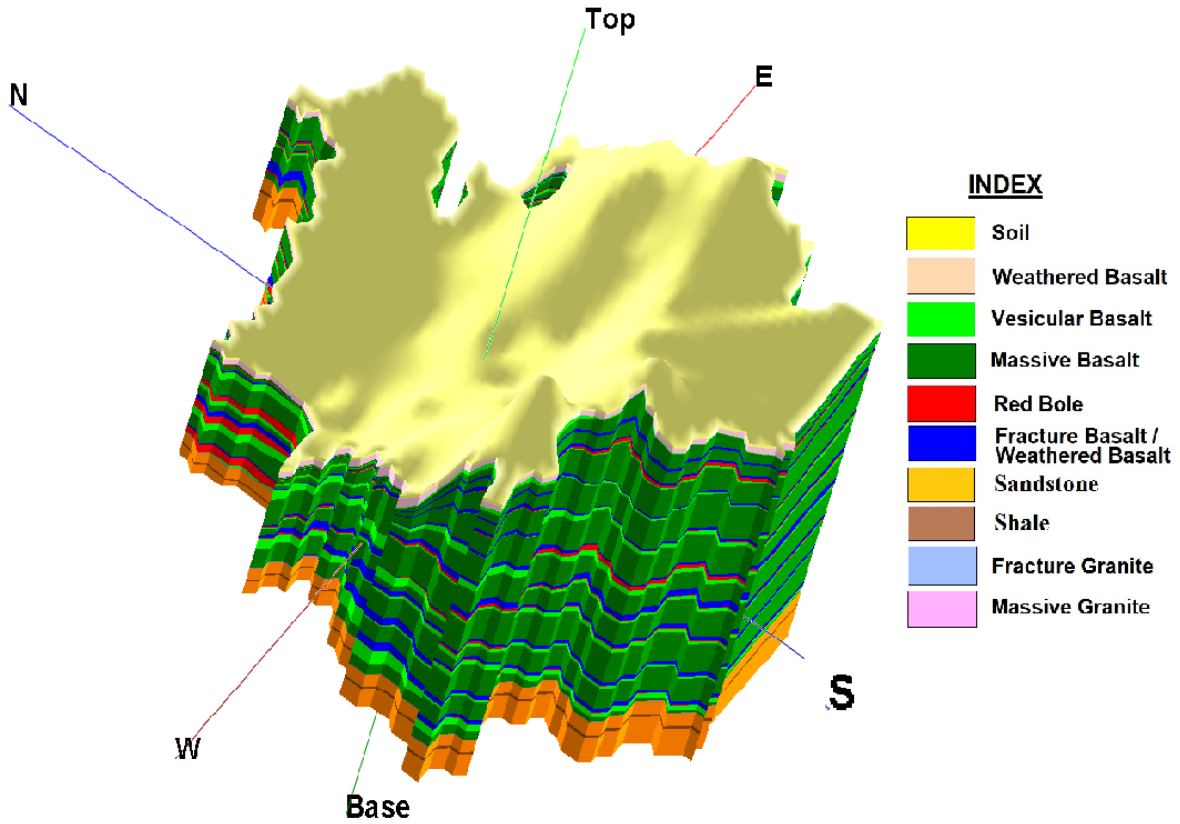 Top
N
E
INDEX
Soil
Weathered Basalt
Vesicular Basalt
Massive Basalt
Red Bole
Fracture Basalt /
Weathered Basalt
Sandstone
Shale
Fracture Granite
Massive Granite
S
W
Base